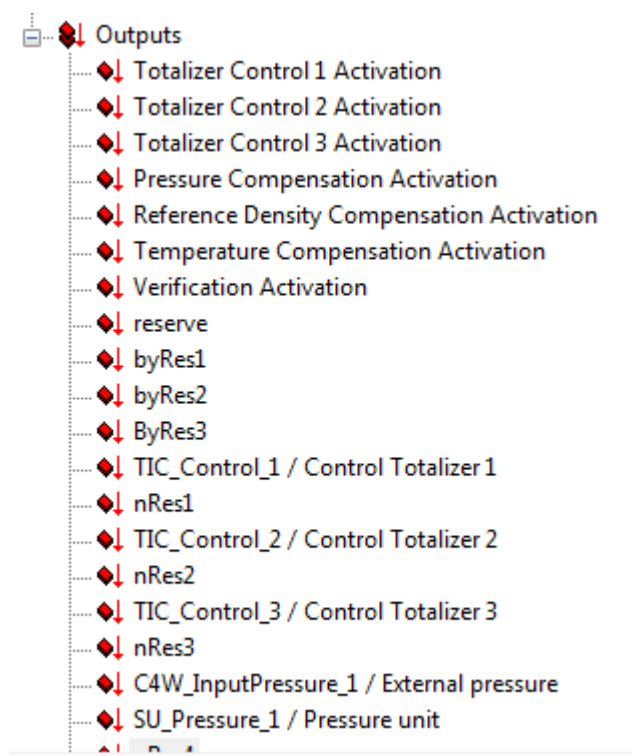 Outputs
Totalizer Control 1 Activation
Totalizer Control 2 Activation
Totalizer Control 3 Activation
Pressure Compensation Activation
Reference Density Compensation Activation
Temperature Compensation Activation
Verification Activation
reserve
byRes1
byRes2
ByRes3
TIC_Control_1 / Control Totalizer 1
nRes1
TIC_Control_2 / Control Totalizer 2
nRes2
TIC_Control_3 / Control Totalizer 3
nRes3
C4W_InputPressure_1 / External pressure
SU_Pressure_1 / Pressure unit